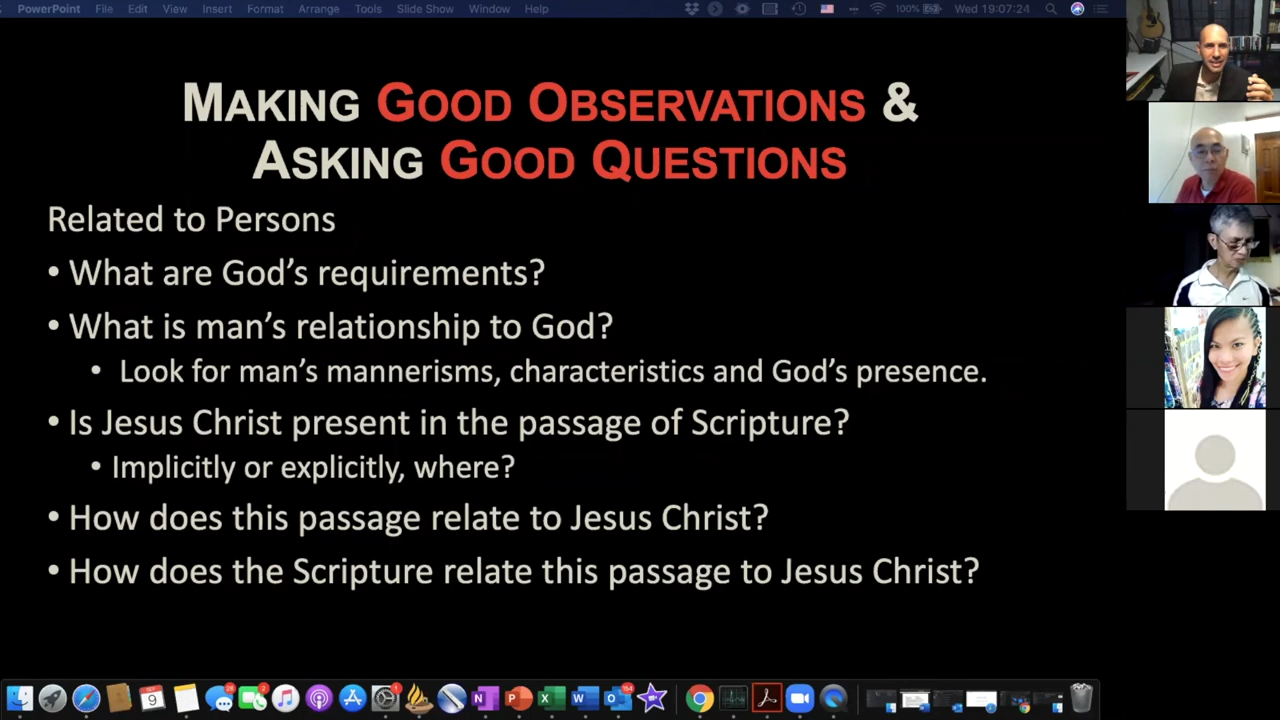 PowerPoint File Edit View Insert Format Arrange Tools Slide Show Window Help 100% Wed 19:07:24
MAKING GOOD OBSERVATIONS &
ASKING GOOD QUESTIONS
Related to Persons
• What are God's requirements?
• What is man's relationship to God?
• Look for man's mannerisms, characteristics and God's presence.
• Is Jesus Christ present in the passage of Scripture?
• Implicitly or explicitly, where?
• How does this passage relate to Jesus Christ?
• How does the Scripture relate this passage to Jesus Christ?
9